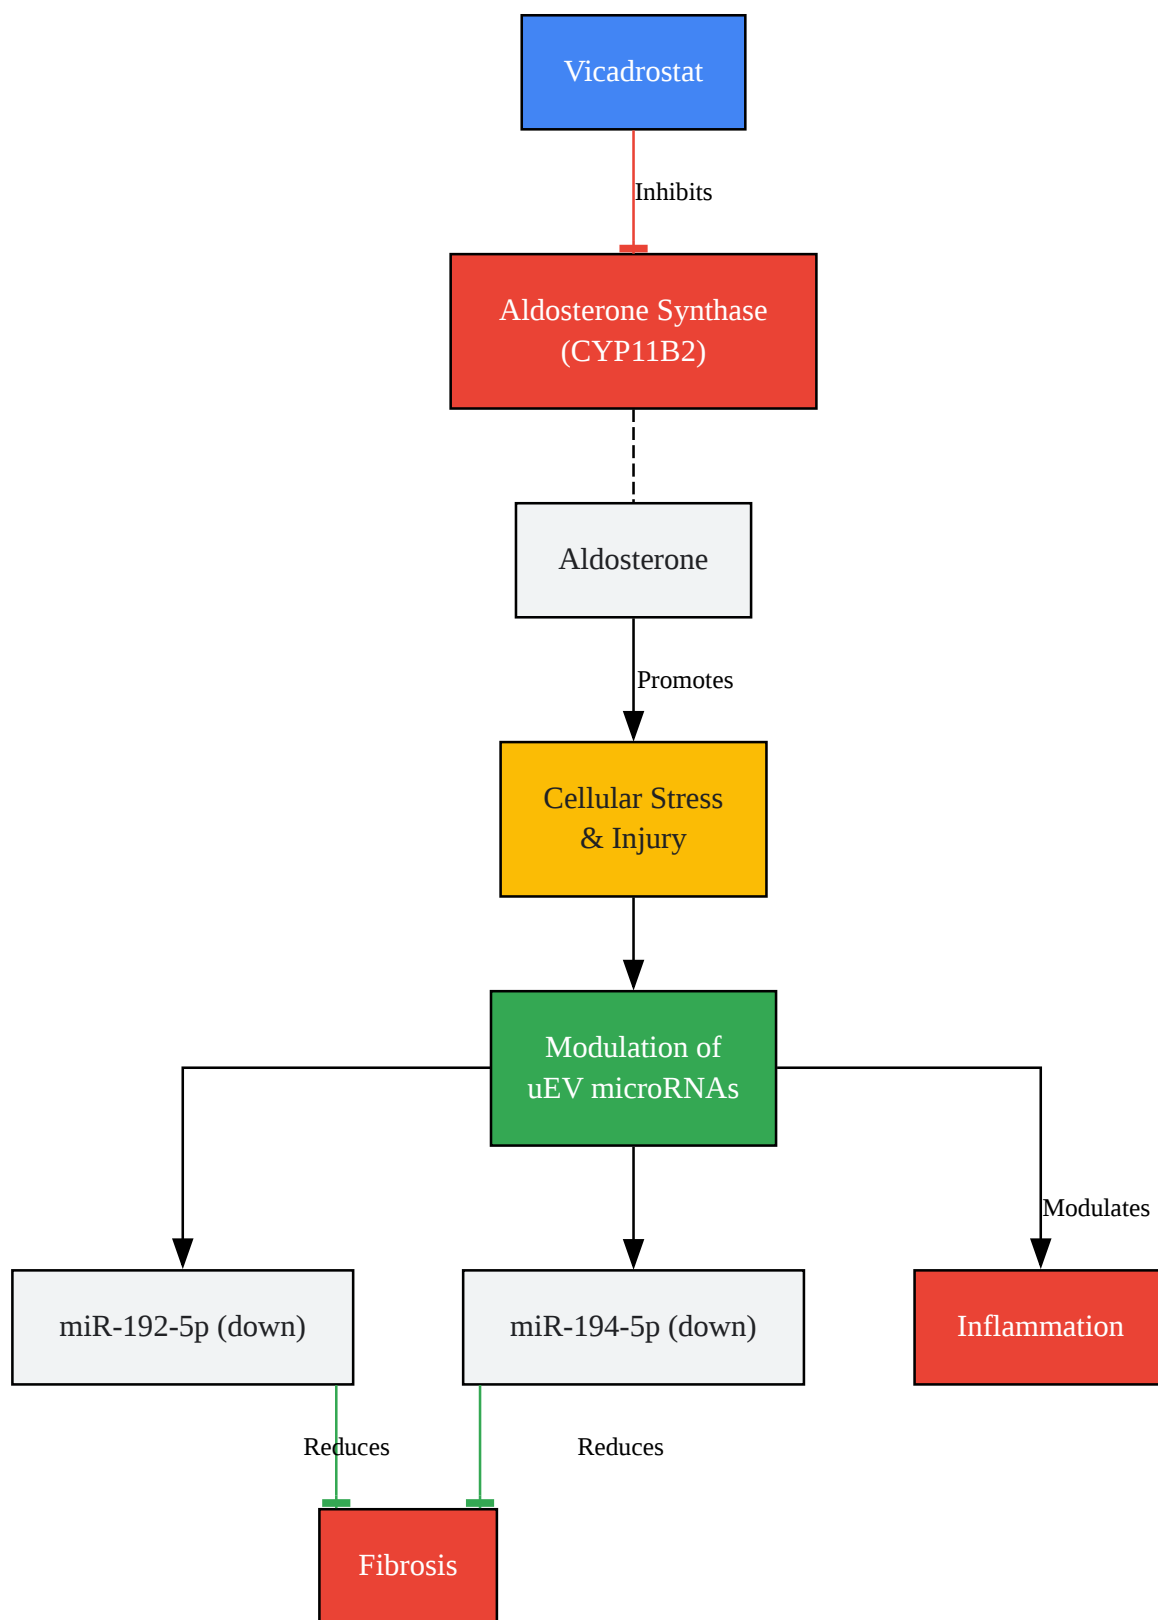 Vicadrostat
Inhibits
Aldosterone Synthase
(CYP11B2)
Aldosterone
Promotes
Cellular Stress
& Injury
Modulation of
uEV microRNAs
Modulates
miR-192-5p (down)
miR-194-5p (down)
Inflammation
Reduces
Reduces
Fibrosis